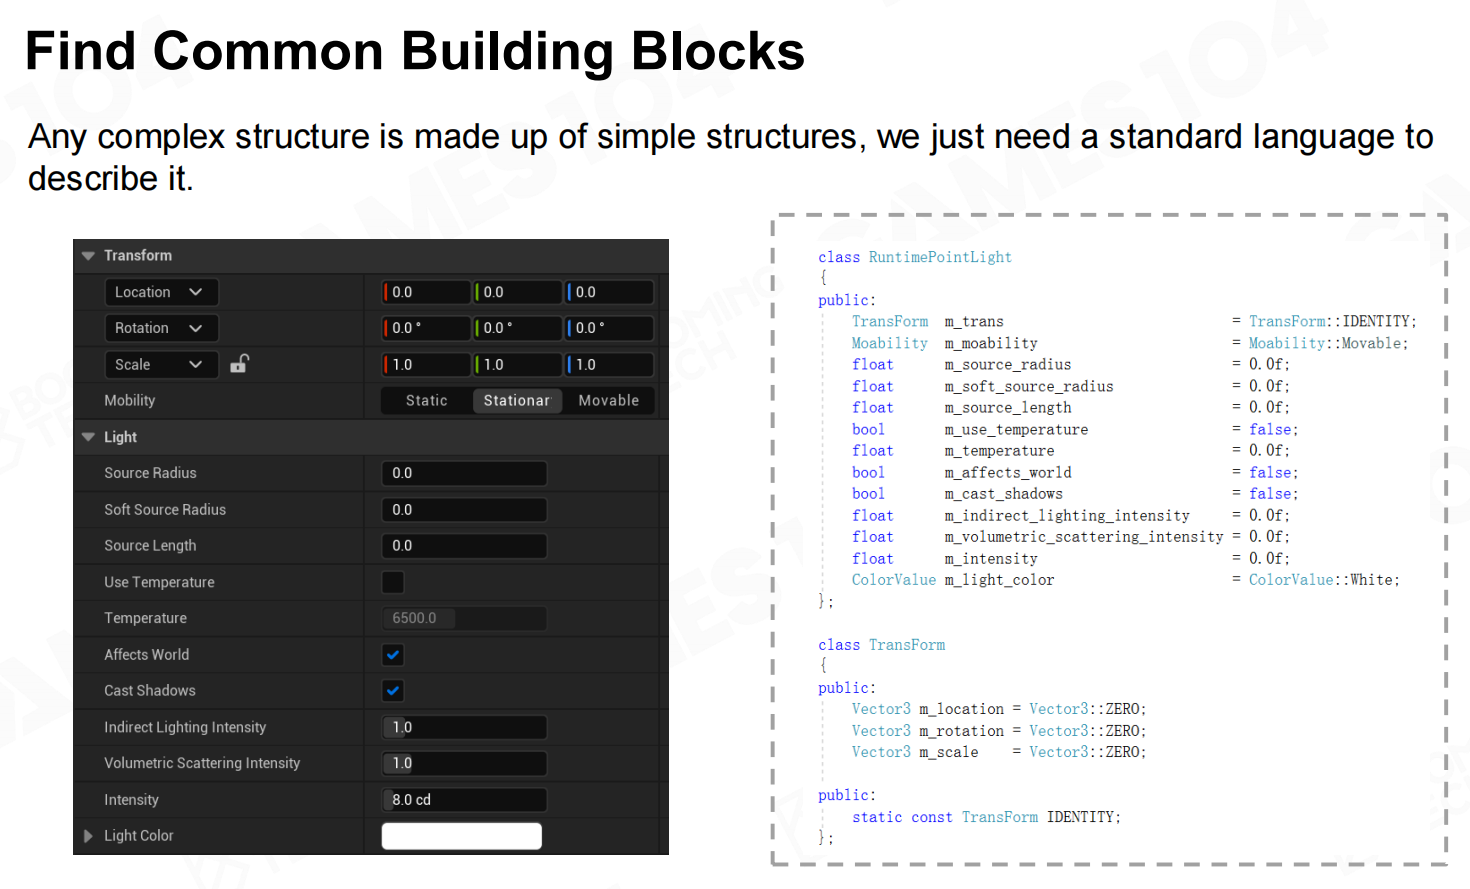 Find Common Building Blocks
Any complex structure is made up of simple structures, we just need a standard language to
describe it.
Transform
Location 0.0 0.0 0.0
Rotation 0.0 ° 0.0 ° 0.0 °
Scale 1.0 1.0 1.0
Mobility Static Stationar Movable
Light
Source Radius 0.0
Soft Source Radius 0.0
Source Length 0.0
Use Temperature
Temperature 6500.0
Affects World
Cast Shadows
Indirect Lighting Intensity 1.0
Volumetric Scattering Intensity 1.0
Intensity 8.0 cd
Light Color
class RuntimePointLight
{
public:
TransForm m_trans = TransForm::IDENTITY;
Moability m_moability = Moability::Movable;
float m_source_radius = 0.0f;
float m_soft_source_radius = 0.0f;
float m_source_length = 0.0f;
bool m_use_temperature = false;
float m_temperature = 0.0f;
bool m_affects_world = false;
bool m_cast_shadows = false;
float m_indirect_lighting_intensity = 0.0f;
float m_volumetric_scattering_intensity = 0.0f;
float m_intensity = 0.0f;
ColorValue m_light_color = ColorValue::White;
};
class TransForm
{
public:
Vector3 m_location = Vector3::ZERO;
Vector3 m_rotation = Vector3::ZERO;
Vector3 m_scale = Vector3::ZERO;
public:
static const TransForm IDENTITY;
};